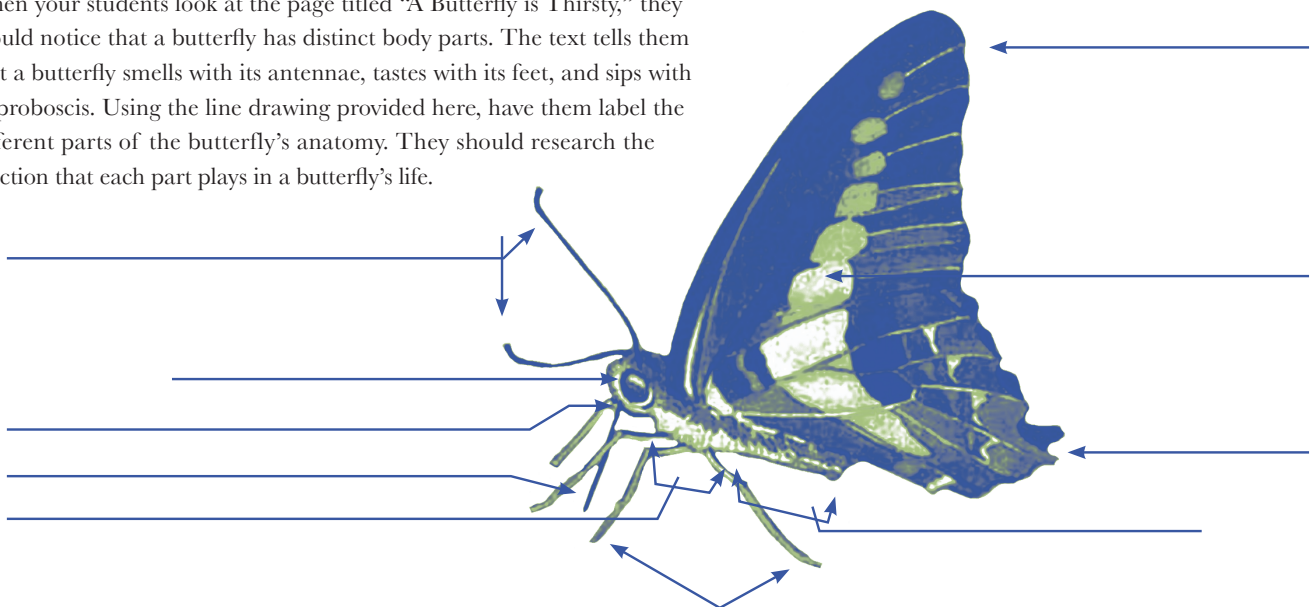 hen your students look at the page titled “A Butterfly is Thirsty,” they
ould notice that a butterfly has distinct body parts. The text tells them
t a butterfly smells with its antennae, tastes with its feet, and sips with
proboscis. Using the line drawing provided here, have them label the
ferent parts of the butterfly’s anatomy. They should research the
ction that each part plays in a butterfly’s life.